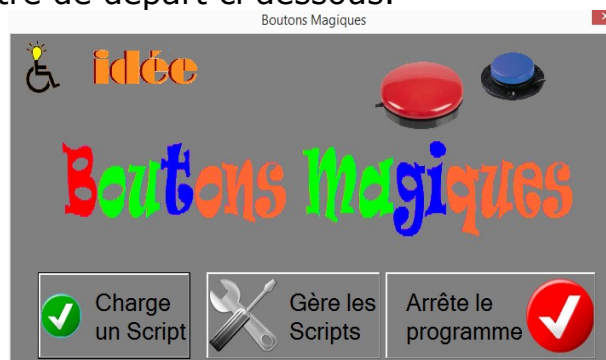 tre de départ ci-dessous.
Boutons Magiques
idée
Boutons Magiques
Charge
un Script
Gère les
Scripts
Arrête le
programme